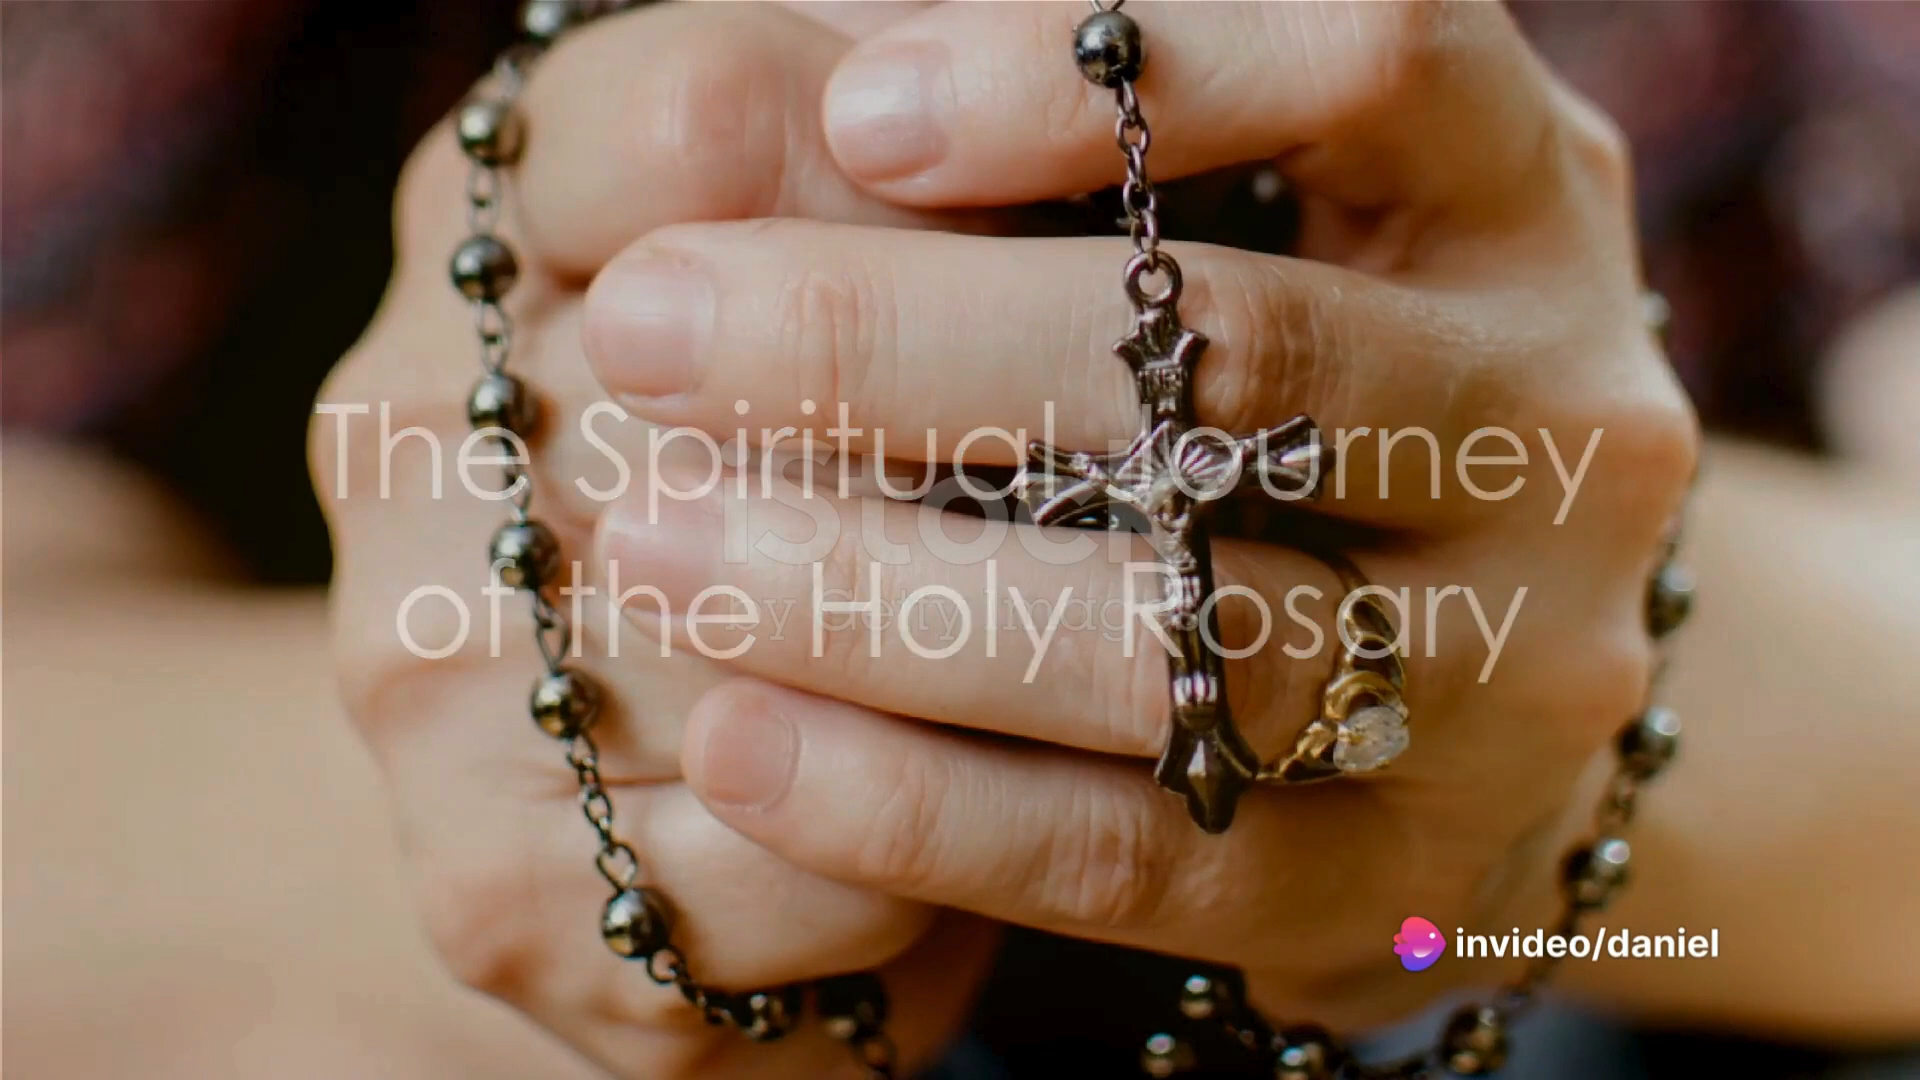 The Spiritual Journey
iStock
of the Holy Rosary
by Getty Images
invideo/daniel